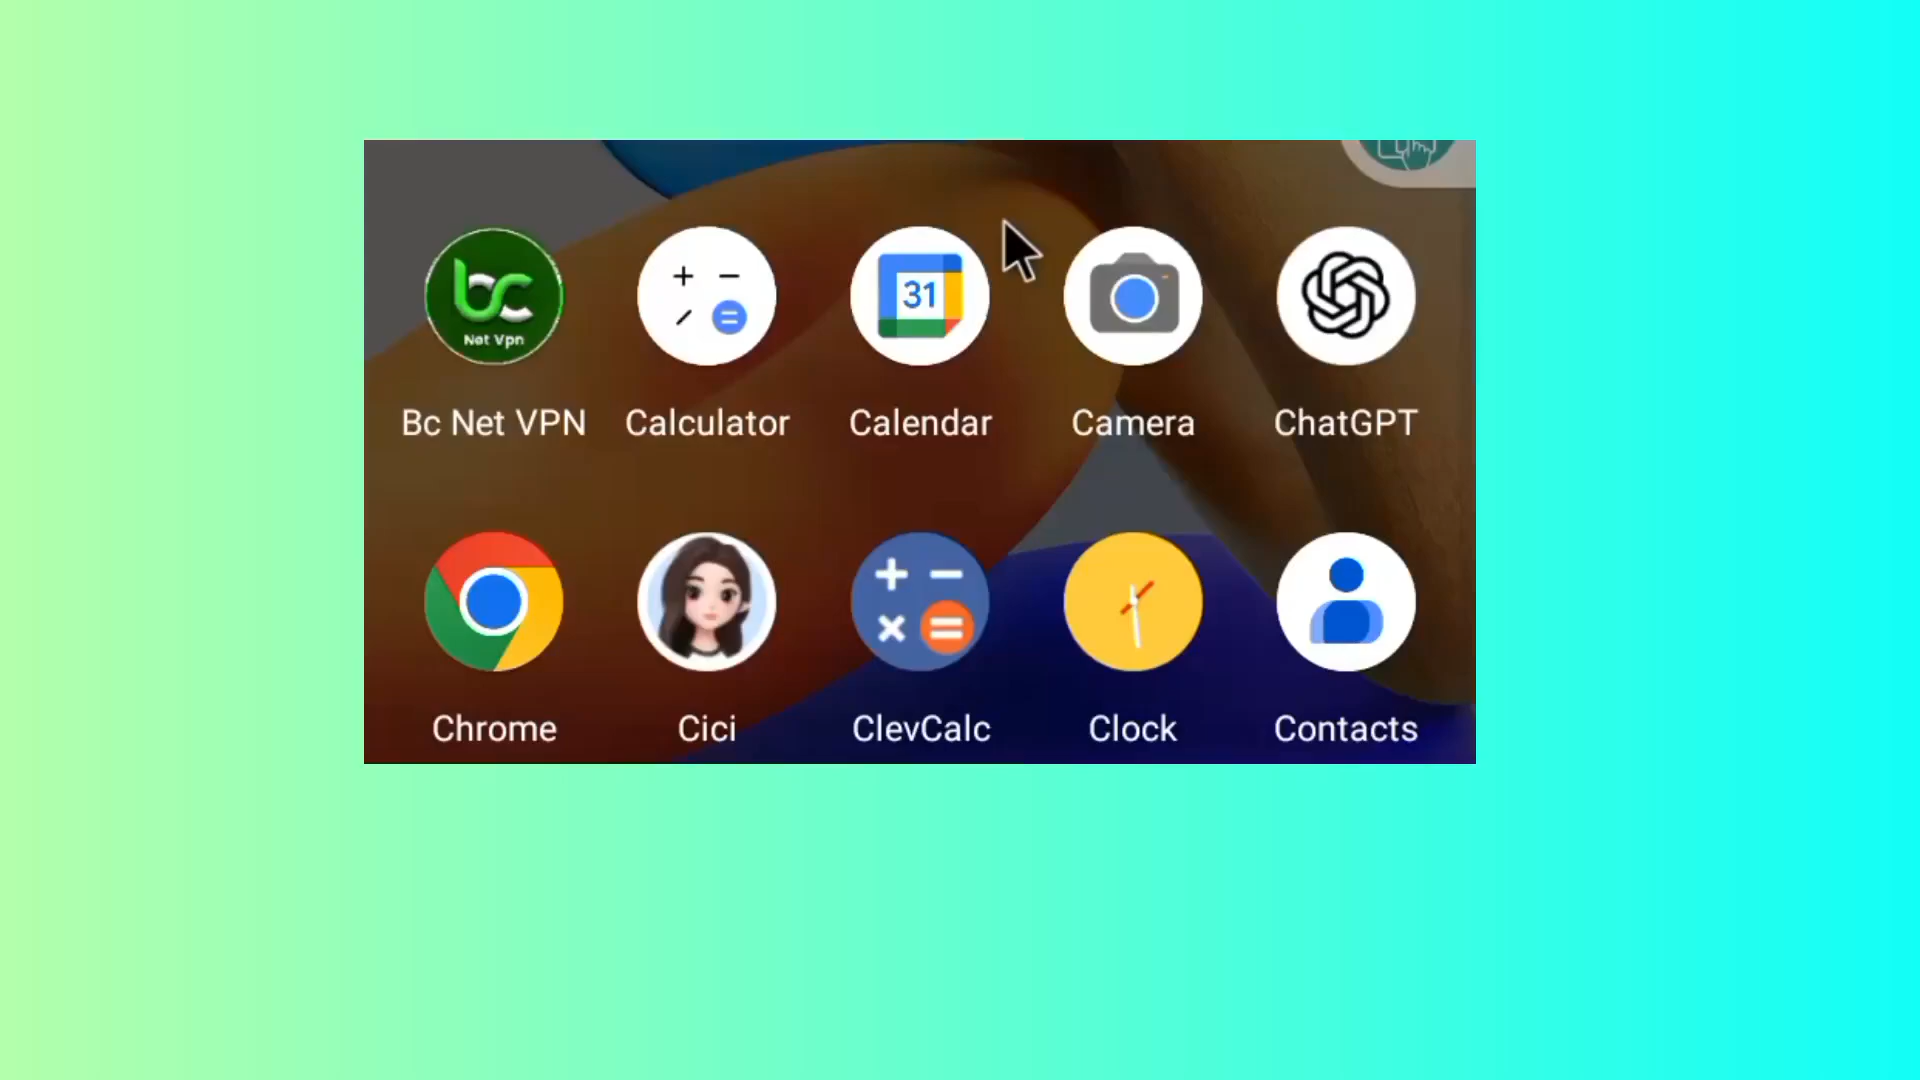 31
Net Vpn
Bc Net VPN
Calculator
Calendar
Camera
ChatGPT
Chrome
Cici
ClevCalc
Clock
Contacts